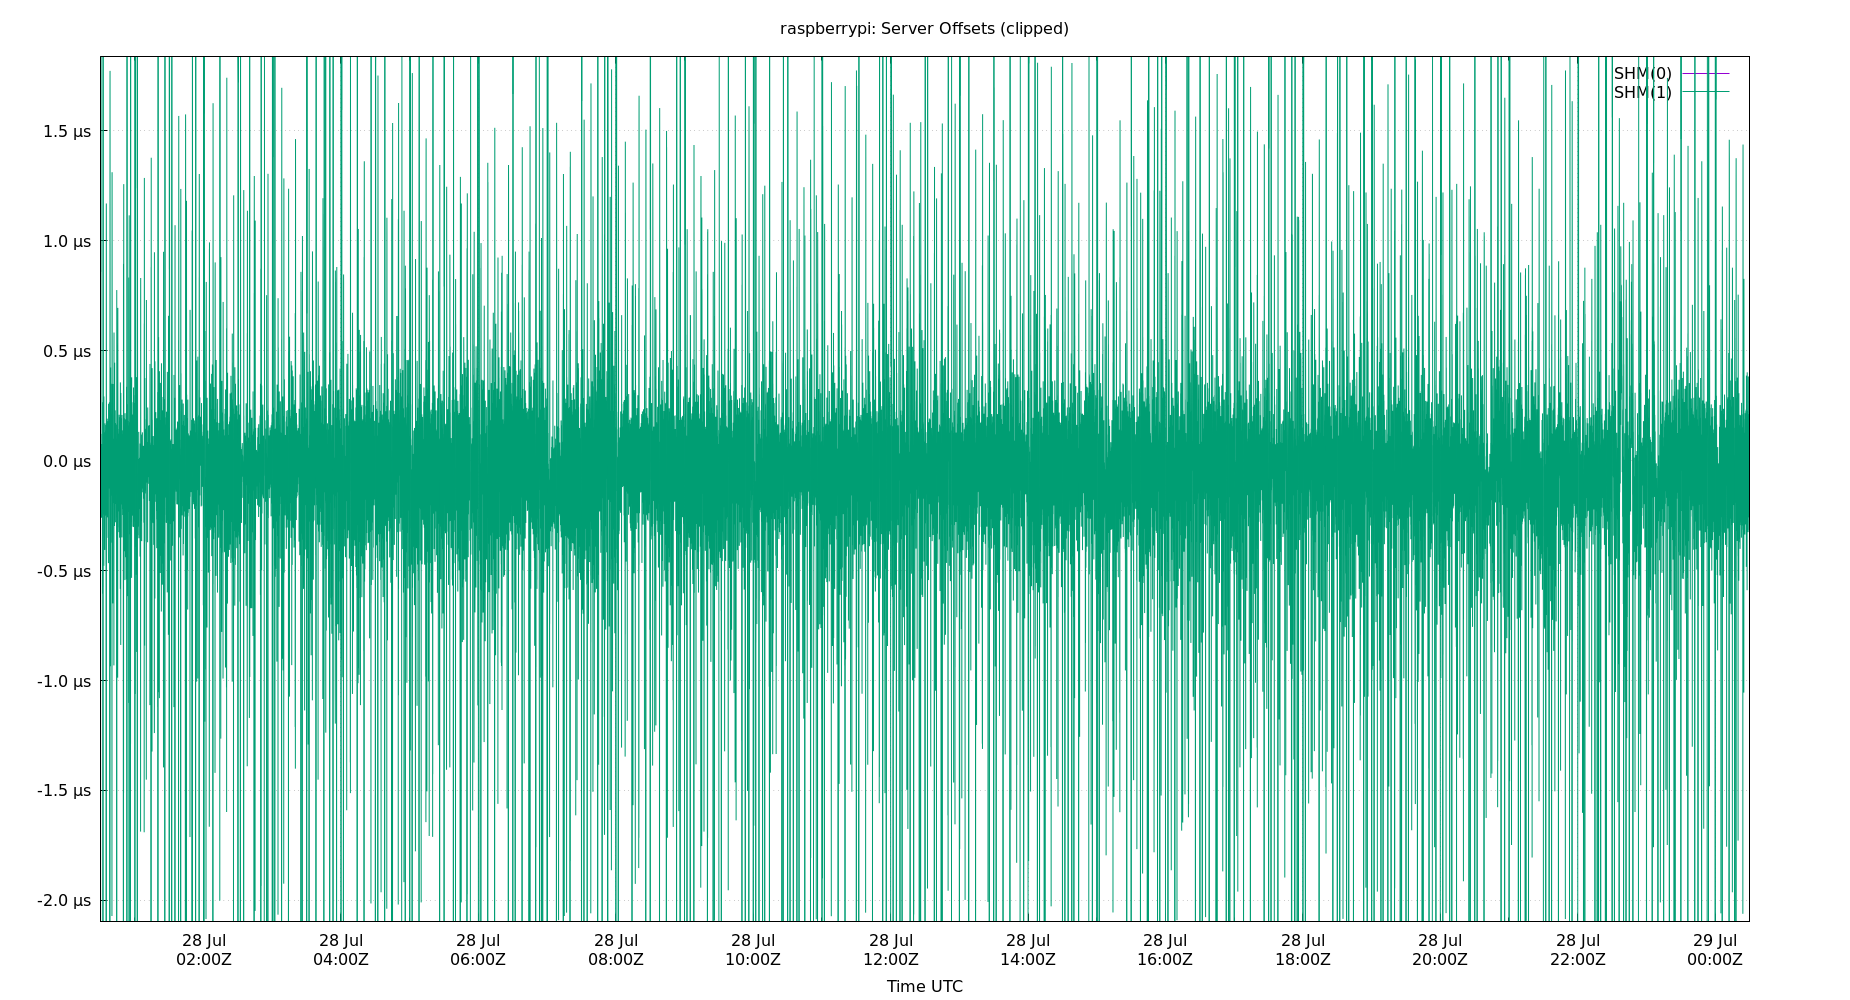 raspberrypi: Server Offsets (clipped)
SHM(0)
SHM(1)
1.5 μs
1.0 μs
0.5 μs
0.0 μs
-0.5 μs
-1.0 μs
-1.5 μs
-2.0 μs
28 Jul 28 Jul 28 Jul 28 Jul 28 Jul 28 Jul 28 Jul 28 Jul 28 Jul 28 Jul 28 Jul 29 Jul
02:00Z 04:00Z 06:00Z 08:00Z 10:00Z 12:00Z 14:00Z 16:00Z 18:00Z 20:00Z 22:00Z 00:00Z
Time UTC